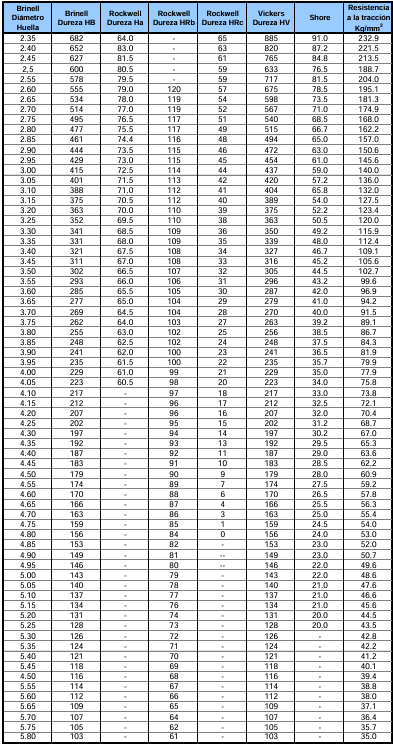 Brinell Diámetro Huella | Brinell Dureza HB | Rockwell Dureza Ha | Rockwell Dureza HRb | Rockwell Dureza HRc | Vickers Dureza HV | Shore | Resistencia a la tracción Kg/mm²
2.35 682 64.0 - 65 885 91.0 232.9
2.40 652 83.0 - 63 820 87.2 221.5
2.45 627 81.5 - 61 765 84.8 213.5
2,5 600 80.5 - 59 633 76.5 188.7
2.55 578 79.5 - 59 717 81.5 204.0
2.60 555 79.0 120 57 675 78.5 195.1
2.65 534 78.0 119 54 598 73.5 181.3
2.70 514 77.0 119 52 567 71.0 174.9
2.75 495 76.5 117 51 540 68.5 168.0
2.80 477 75.5 117 49 515 66.7 162.2
2.85 461 74.4 116 48 494 65.0 157.0
2.90 444 73.5 115 46 472 63.0 150.6
2.95 429 73.0 115 45 454 61.0 145.6
3.00 415 72.5 114 44 437 59.0 140.0
3.05 401 71.5 113 42 420 57.2 136.0
3.10 388 71.0 112 41 404 65.8 132.0
3.15 375 70.5 112 40 389 54.0 127.5
3.20 363 70.0 110 39 375 52.2 123.4
3.25 352 69.5 110 38 363 50.5 120.0
3.30 341 68.5 109 36 350 49.2 115.9
3.35 331 68.0 109 35 339 48.0 112.4
3.40 321 67.5 108 34 327 46.7 109.1
3.45 311 67.0 108 33 316 45.2 105.6
3.50 302 66.5 107 32 305 44.5 102.7
3.55 293 66.0 106 31 296 43.2 99.6
3.60 285 65.5 105 30 287 42.0 96.9
3.65 277 65.0 104 29 279 41.0 94.2
3.70 269 64.5 104 28 270 40.0 91.5
3.75 262 64.0 103 27 263 39.2 89.1
3.80 255 63.0 102 25 256 38.5 86.7
3.85 248 62.5 102 24 248 37.5 84.3
3.90 241 62.0 100 23 241 36.5 81.9
3.95 235 61.5 100 22 235 35.7 79.9
4.00 229 61.0 99 21 229 35.0 77.9
4.05 223 60.5 98 20 223 34.0 75.8
4.10 217 - 97 18 217 33.0 73.8
4.15 212 - 96 17 212 32.5 72.1
4.20 207 - 96 16 207 32.0 70.4
4.25 202 - 95 15 202 31.2 68.7
4.30 197 - 94 14 197 30.2 67.0
4.35 192 - 93 13 192 29.5 65.3
4.40 187 - 92 11 187 29.0 63.6
4.45 183 - 91 10 183 28.5 62.2
4.50 179 - 90 9 179 28.0 60.9
4.55 174 - 89 7 174 27.5 59.2
4.60 170 - 88 6 170 26.5 57.8
4.65 166 - 87 4 166 25.5 56.3
4.70 163 - 86 3 163 25.0 55.4
4.75 159 - 85 1 159 24.5 54.0
4.80 156 - 84 0 156 24.0 53.0
4.85 153 - 82 - 153 23.0 52.0
4.90 149 - 81 -- 149 23.0 50.7
4.95 146 - 80 -- 146 22.0 49.6
5.00 143 - 79 - 143 22.0 48.6
5.05 140 - 78 - 140 21.0 47.6
5.10 137 - 77 - 137 21.0 46.6
5.15 134 - 76 - 134 21.0 45.6
5.20 131 - 74 - 131 20.0 44.5
5.25 128 - 73 - 128 20.0 43.5
5.30 126 - 72 - 126 - 42.8
5.35 124 - 71 - 124 - 42.2
5.40 121 - 70 - 121 - 41.2
5.45 118 - 69 - 118 - 40.1
4.50 116 - 68 - 116 - 39.4
5.55 114 - 67 - 114 - 38.8
5.60 112 - 66 - 112 - 38.0
5.65 109 - 65 - 109 - 37.1
5.70 107 - 64 - 107 - 36.4
5.75 105 - 62 - 105 - 35.7
5.80 103 - 61 - 103 - 35.0